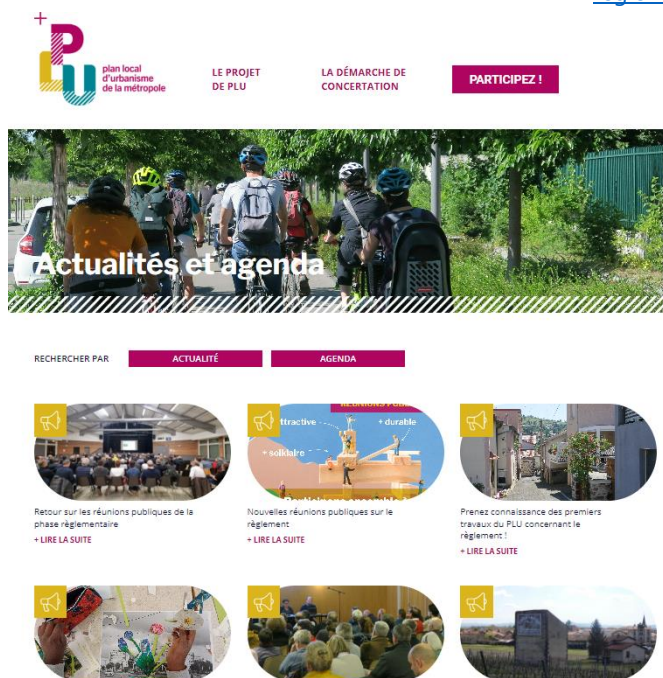 +
PLU
plan local
d'urbanisme
de la métropole
LE PROJET
DE PLU
LA DÉMARCHE DE
CONCERTATION
PARTICIPEZ !
Actualités et agenda
RECHERCHER PAR
ACTUALITÉ
AGENDA
+ durable
+ solidaire
Retour sur les réunions publiques de la
phase règlementaire
+ LIRE LA SUITE
Nouvelles réunions publiques sur le
règlement
+ LIRE LA SUITE
Prenez connaissance des premiers
travaux du PLU concernant le
règlement !
+ LIRE LA SUITE